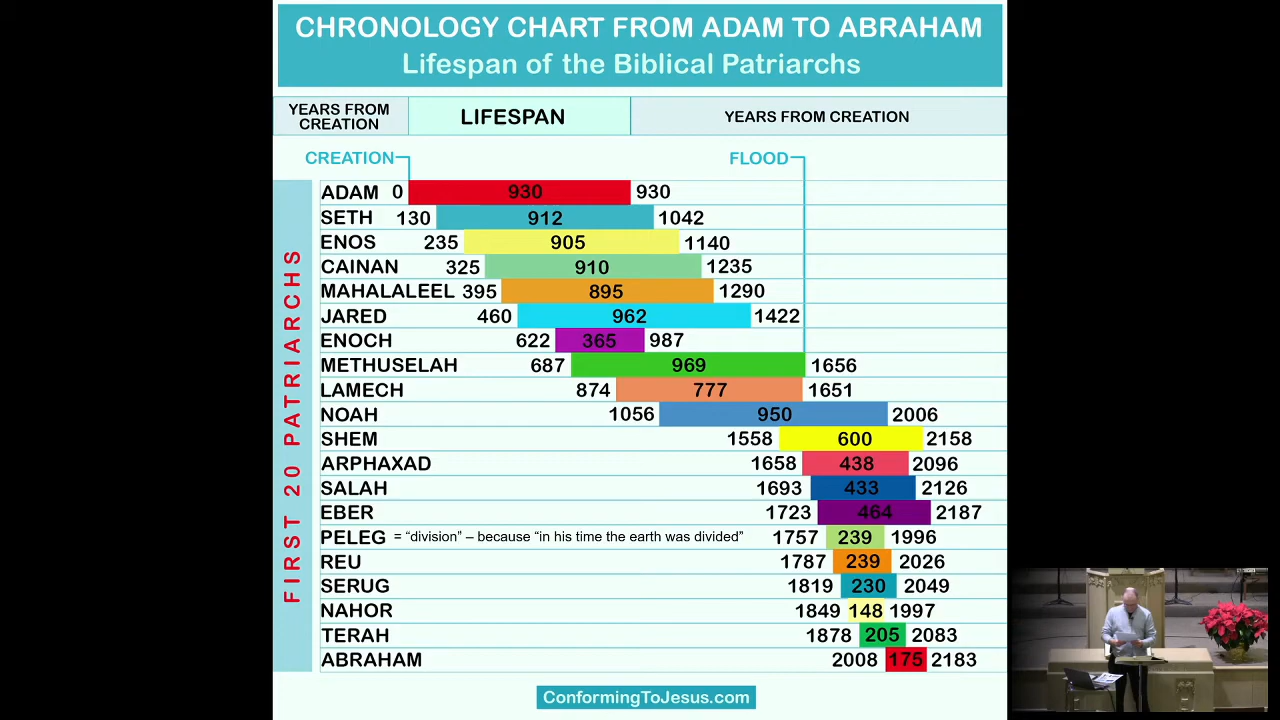 CHRONOLOGY CHART FROM ADAM TO ABRAHAM
Lifespan of the Biblical Patriarchs
YEARS FROM
CREATION
LIFESPAN
YEARS FROM CREATION
CREATION
FLOOD
FIRST 20 PATRIARCHS
ADAM 0 930 930
SETH 130 912 1042
ENOS 235 905 1140
CAINAN 325 910 1235
MAHALALEEL 395 895 1290
JARED 460 962 1422
ENOCH 622 365 987
METHUSELAH 687 969 1656
LAMECH 874 777 1651
NOAH 1056 950 2006
SHEM 1558 600 2158
ARPHAXAD 1658 438 2096
SALAH 1693 433 2126
EBER 1723 464 2187
PELEG = “division” – because “in his time the earth was divided” 1757 239 1996
REU 1787 239 2026
SERUG 1819 230 2049
NAHOR 1849 148 1997
TERAH 1878 205 2083
ABRAHAM 2008 175 2183
ConformingToJesus.com